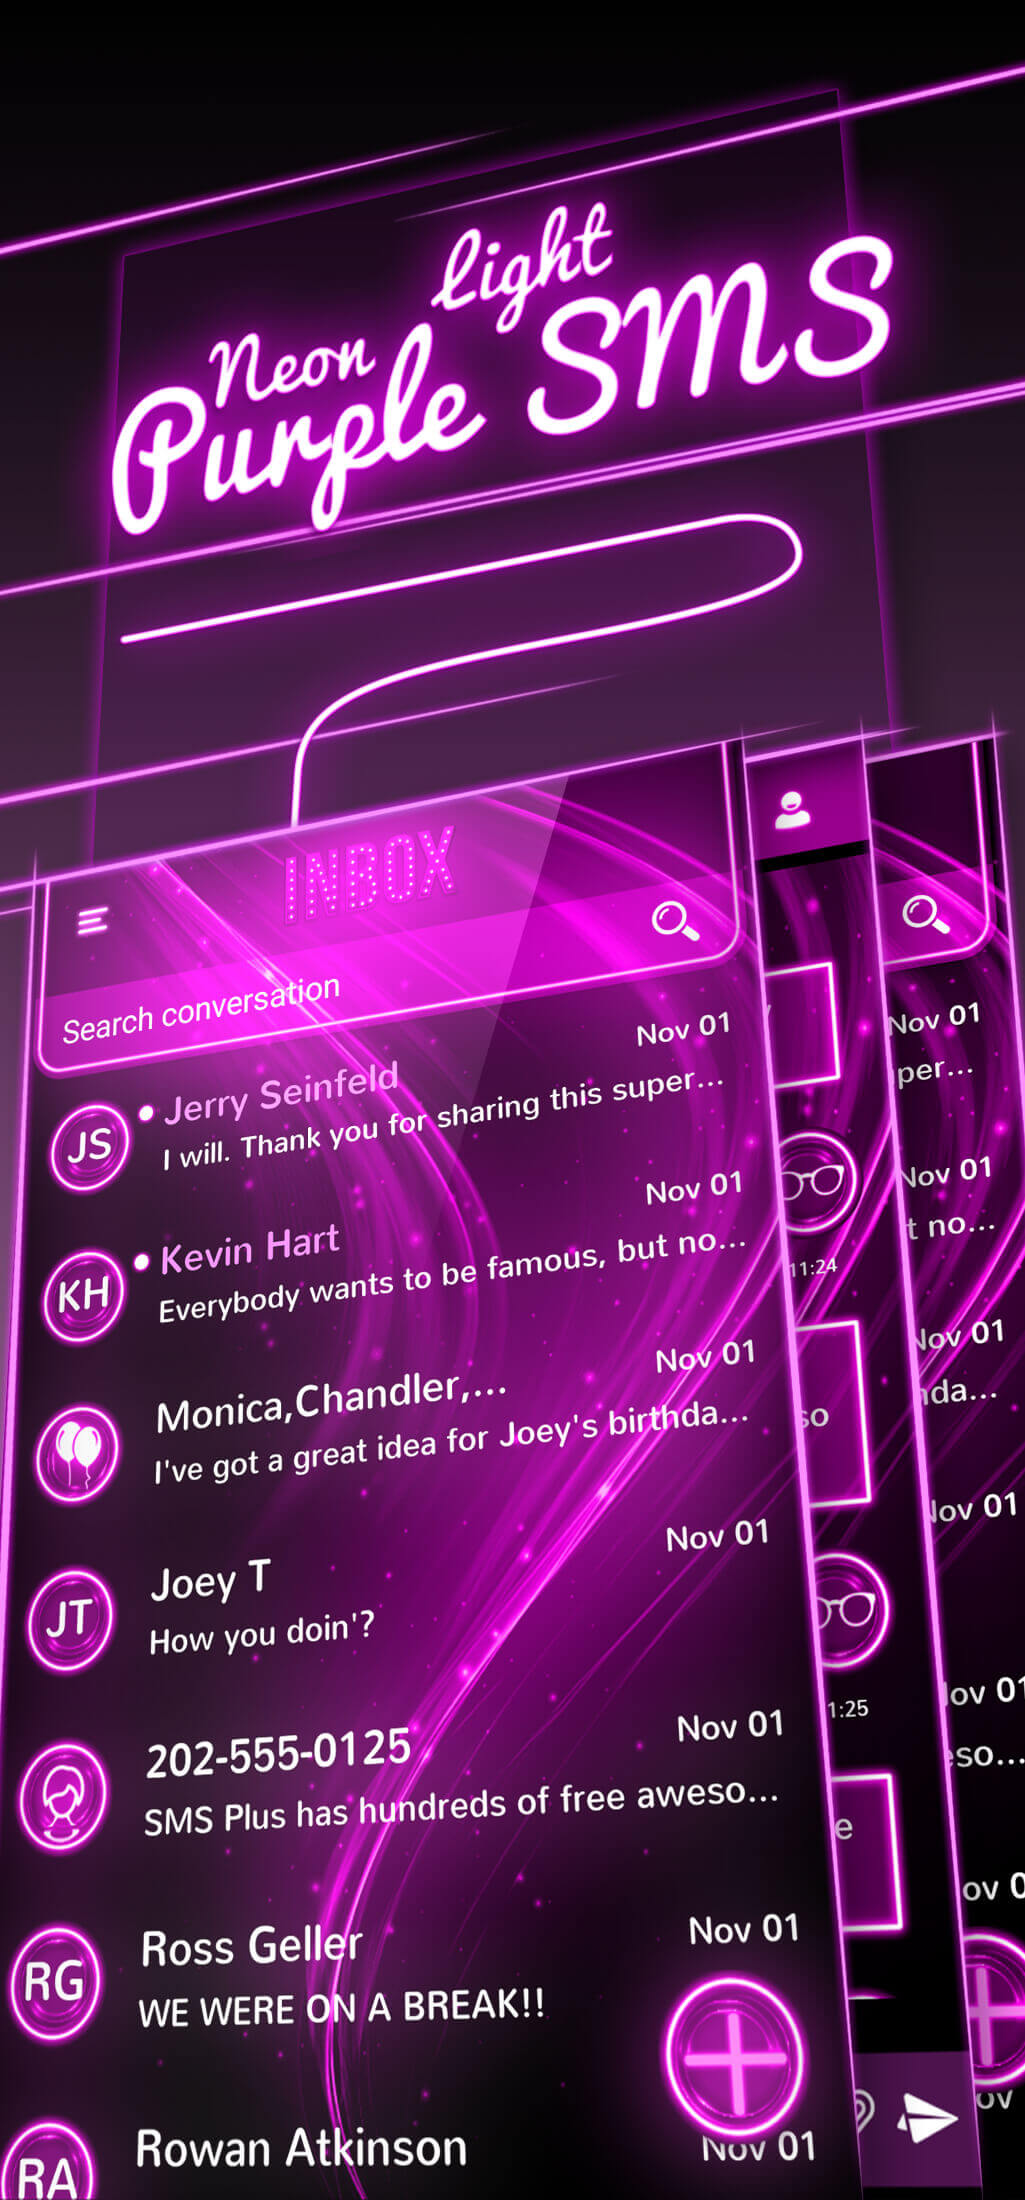 Neon Light
Purple SMS
INBOX
Search conversation
Nov 01
JS
Jerry Seinfeld
I will. Thank you for sharing this super...
Nov 01
KH
Kevin Hart
Everybody wants to be famous, but no...
Nov 01
Monica,Chandler,...
I've got a great idea for Joey's birthda...
Nov 01
JT
Joey T
How you doin'?
Nov 01
202-555-0125
SMS Plus has hundreds of free aweso...
Nov 01
RG
Ross Geller
WE WERE ON A BREAK!!
Nov 01
RA
Rowan Atkinson
11:24
so
1:25
e
Nov 01
per...
Nov 01
t no...
Nov 01
nda...
Nov 01
ov 01
eso...
ov 0
ov